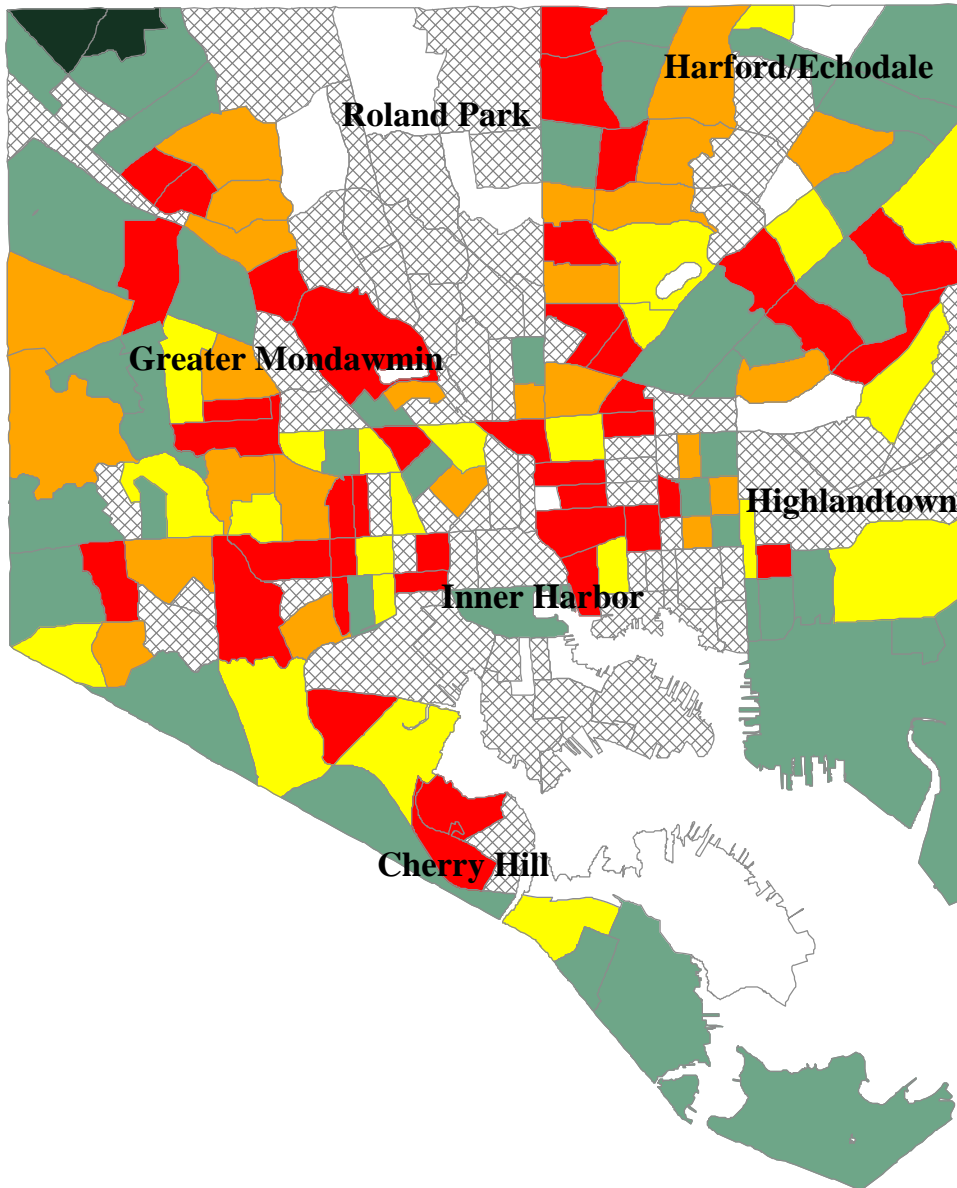 Harford/Echodale
Roland Park
Greater Mondawmin
Highlandtown
Inner Harbor
Cherry Hill